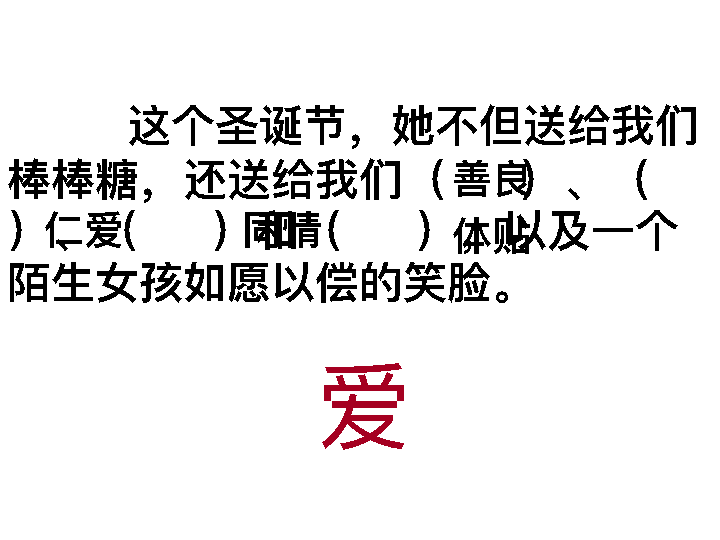 这个圣诞节，她不但送给我们
棒棒糖，还送给我们（善良）、（
）、仁爱（ ）和同情（ ），体贴以及一个
陌生女孩如愿以偿的笑脸。
爱